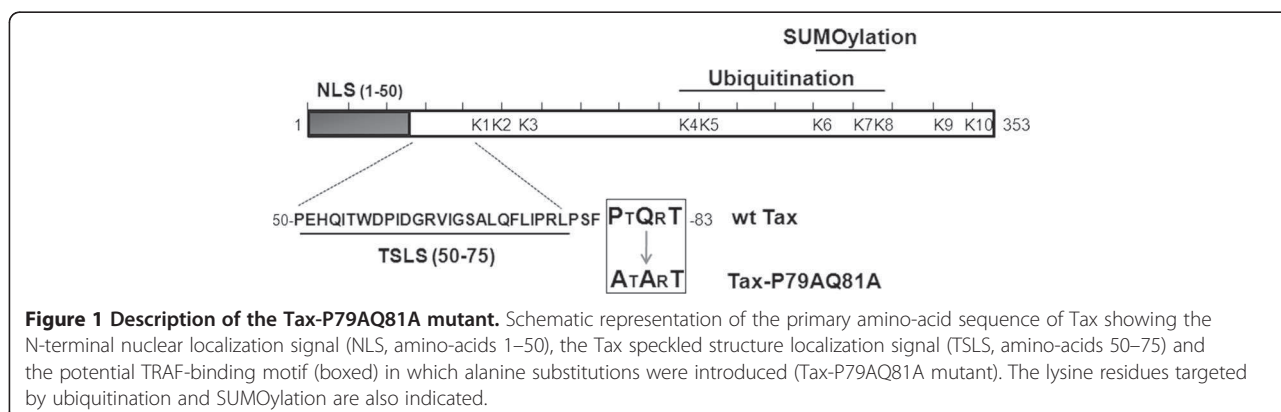 SUMOylation
Ubiquitination
NLS (1-50)
1 K1 K2 K3 K4 K5 K6 K7 K8 K9 K10 353
50-PEHQITWDPIDGRVIGSALQFLIPRLPSF PTQRT -83 wt Tax
TSLS (50-75)
ATART Tax-P79AQ81A
Figure 1 Description of the Tax-P79AQ81A mutant. Schematic representation of the primary amino-acid sequence of Tax showing the
N-terminal nuclear localization signal (NLS, amino-acids 1–50), the Tax speckled structure localization signal (TSLS, amino-acids 50–75) and
the potential TRAF-binding motif (boxed) in which alanine substitutions were introduced (Tax-P79AQ81A mutant). The lysine residues targeted
by ubiquitination and SUMOylation are also indicated.